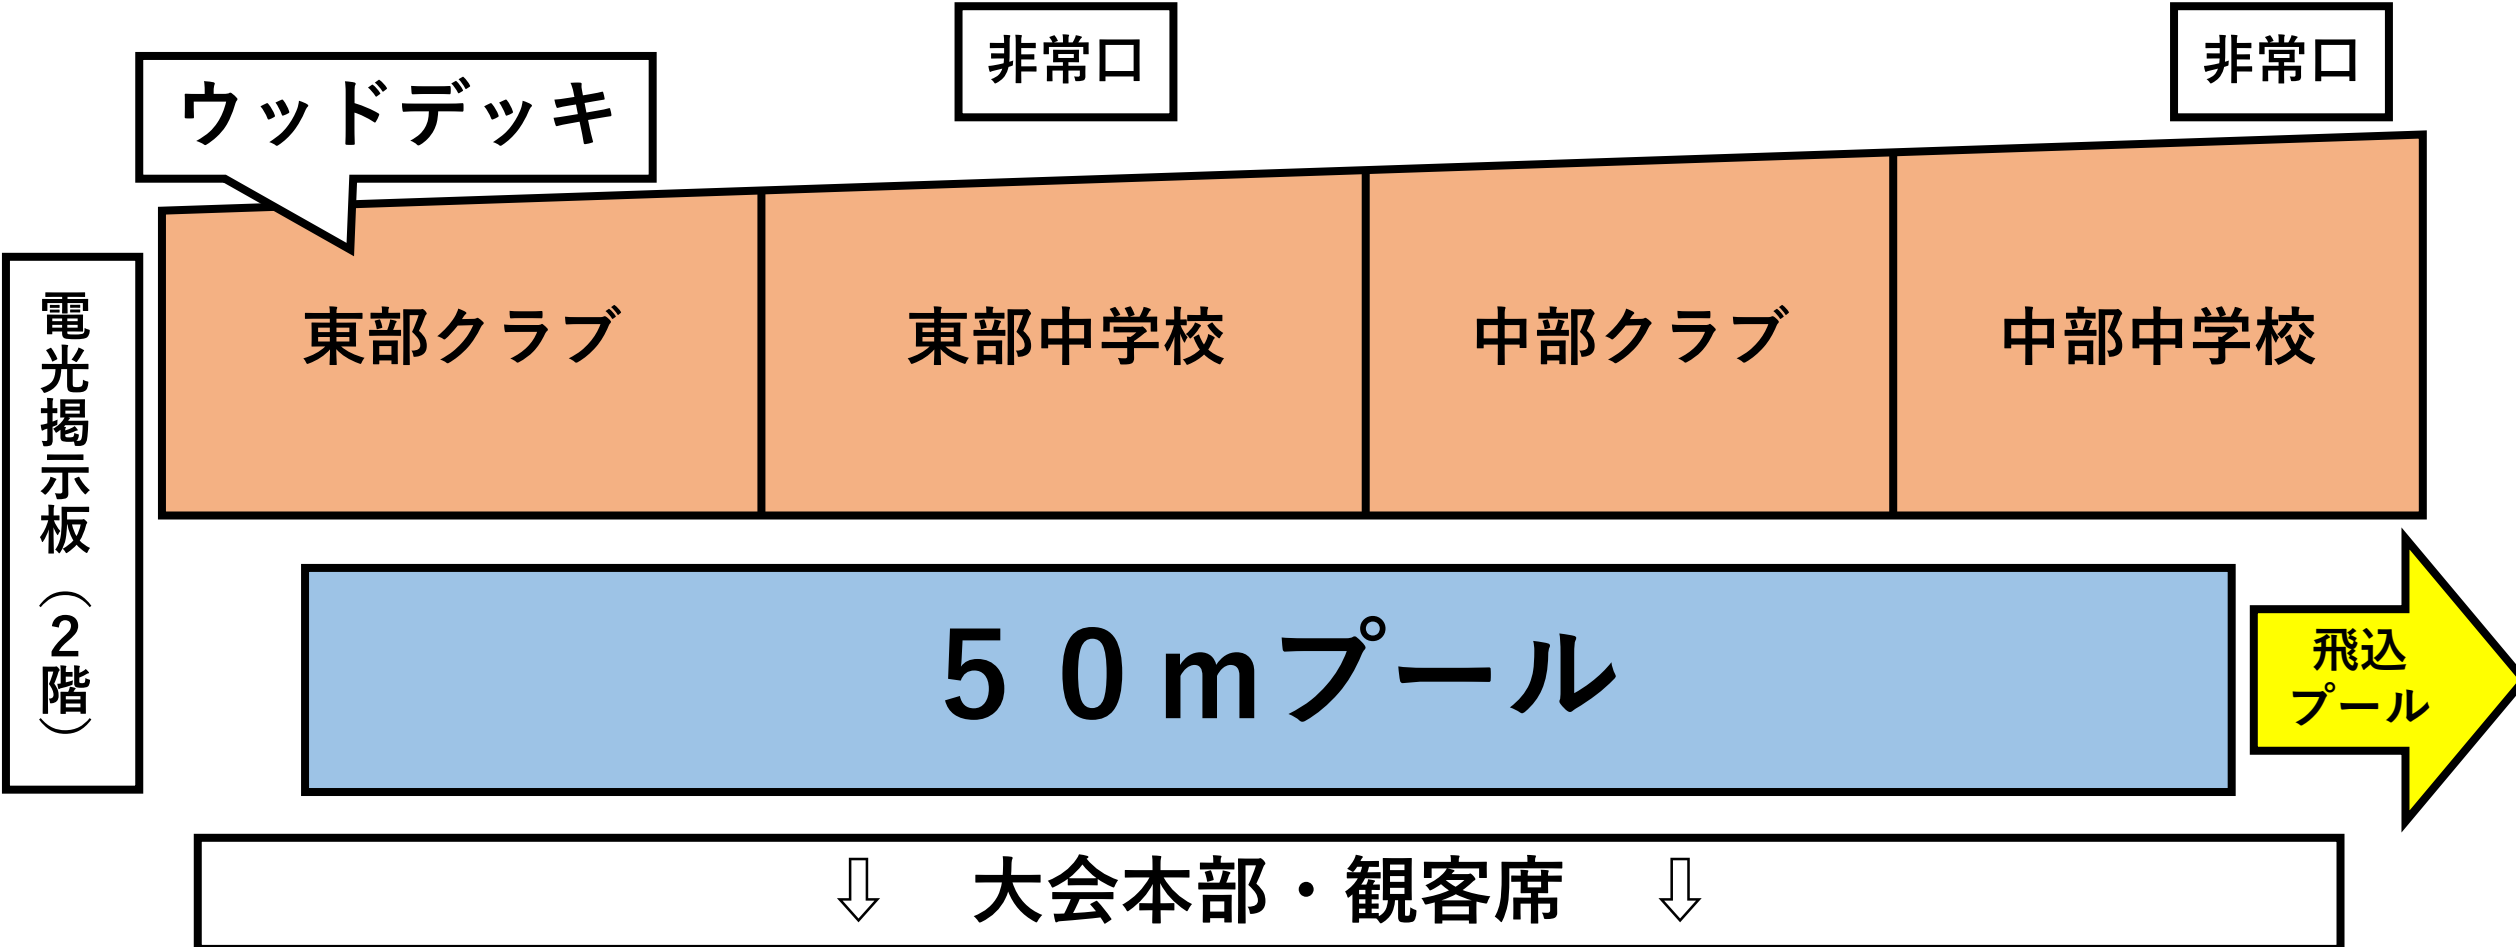 非常口
非常口
ウッドデッキ
東部クラブ
東部中学校
中部クラブ
中部中学校
電光掲示板 （2階）
５０ｍプール
飛込
プール
⇩ 大会本部・観客席 ⇩